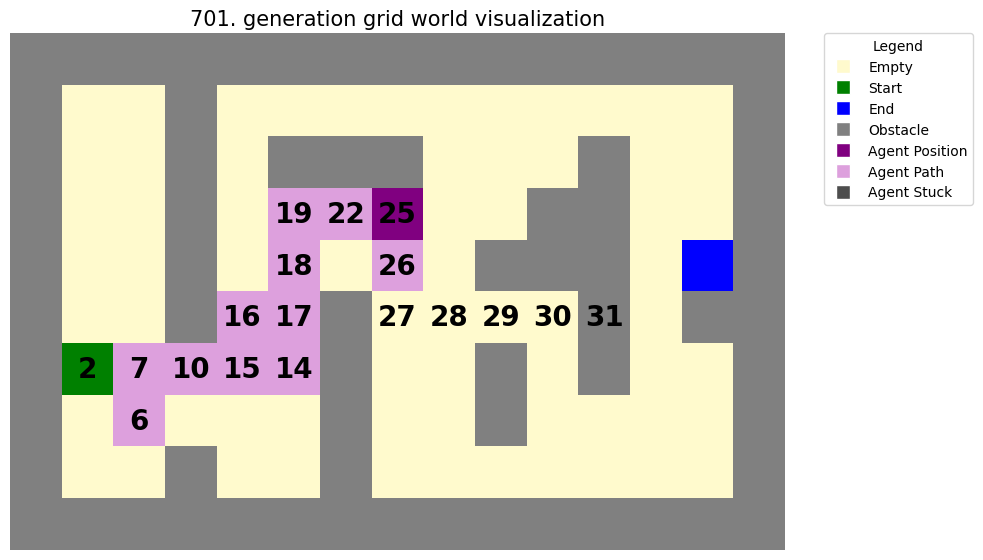 701. generation grid world visualization
Legend
Empty
Start
End
Obstacle
Agent Position
Agent Path
Agent Stuck
19 22 25
18 26
16 17 27 28 29 30 31
2 7 10 15 14
6